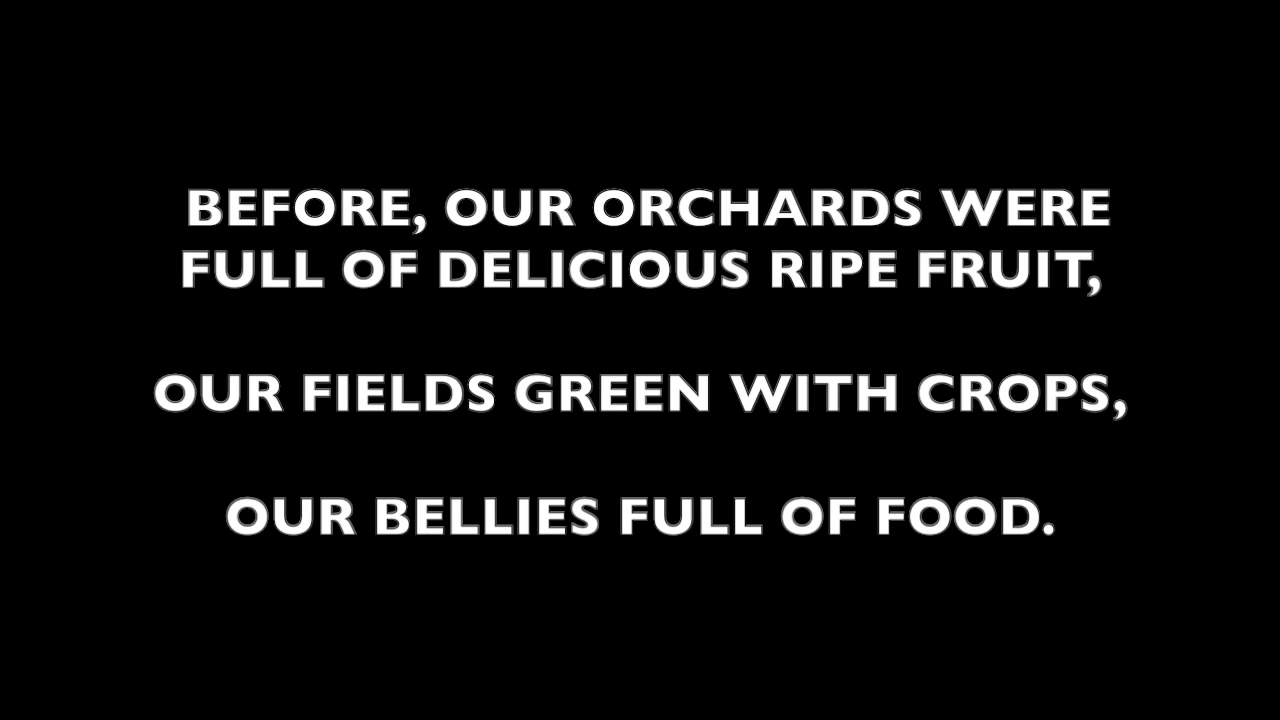 BEFORE, OUR ORCHARDS WERE
FULL OF DELICIOUS RIPE FRUIT,
OUR FIELDS GREEN WITH CROPS,
OUR BELLIES FULL OF FOOD.